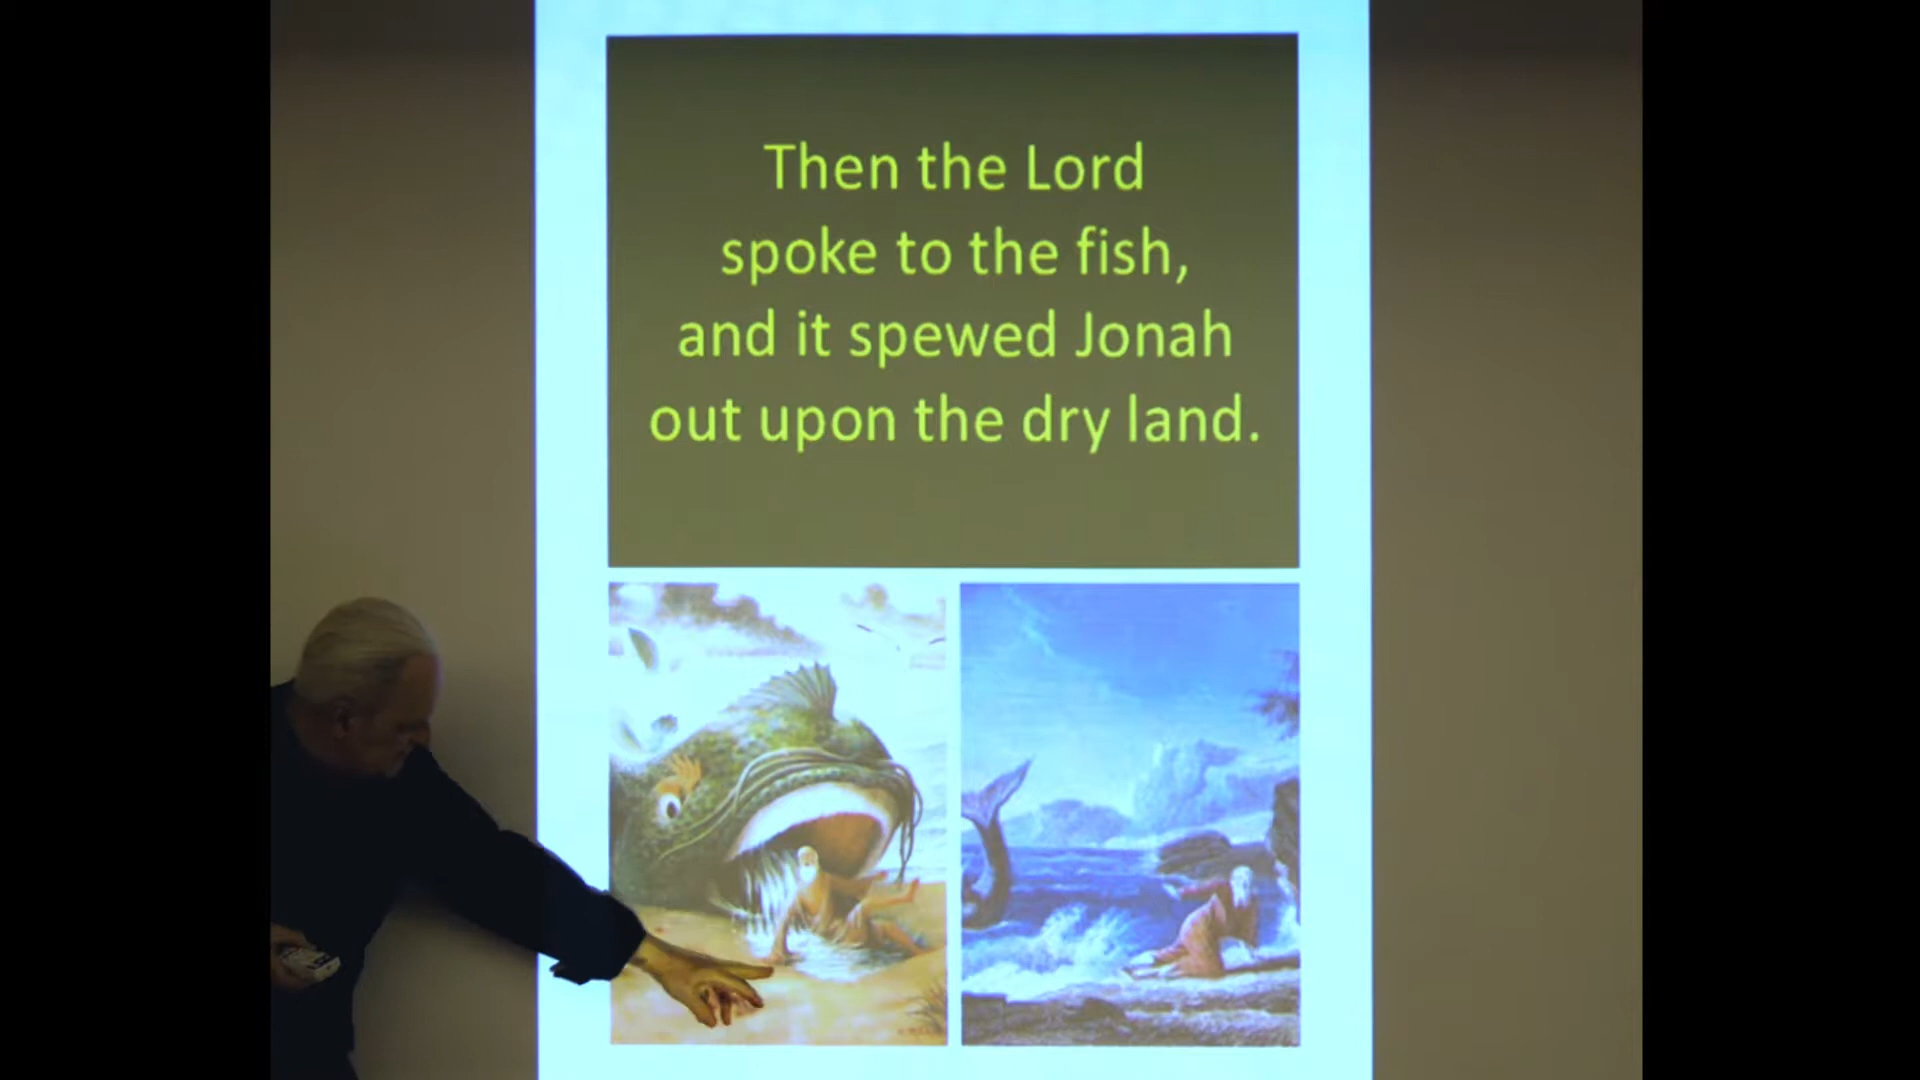 Then the Lord
spoke to the fish,
and it spewed Jonah
out upon the dry land.